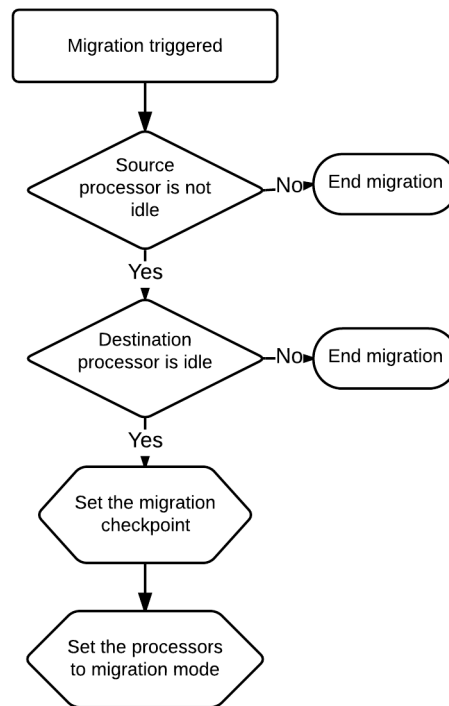 Migration triggered
Source
processor is not
idle
No
End migration
Yes
Destination
processor is idle
No
End migration
Yes
Set the migration
checkpoint
Set the processors
to migration mode